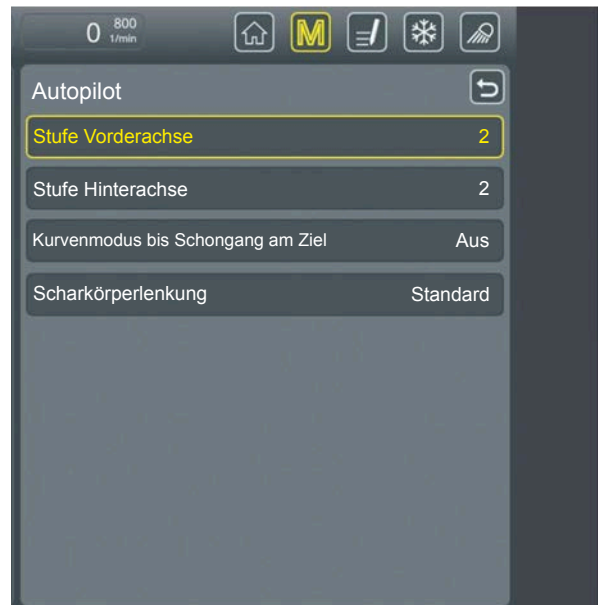 0 800 1/min
M
Autopilot
Stufe Vorderachse 2
Stufe Hinterachse 2
Kurvenmodus bis Schongang am Ziel Aus
Scharkörperlenkung Standard